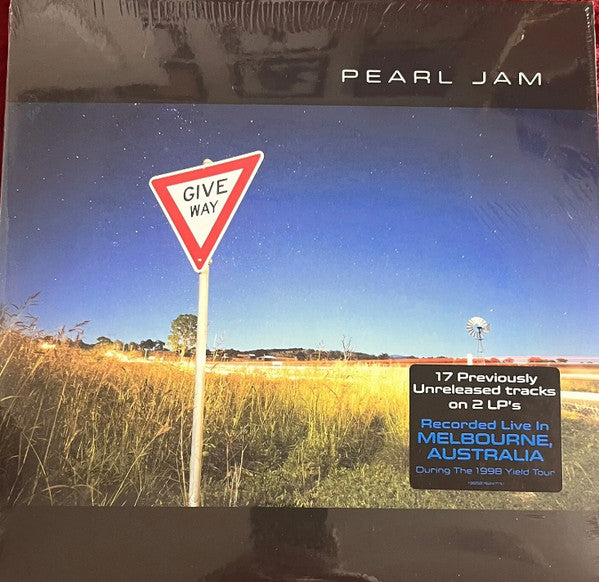 PEARL JAM
GIVE
WAY
17 Previously
Unreleased tracks
on 2 LP's
Recorded Live In
MELBOURNE,
AUSTRALIA
During The 1998 Yield Tour